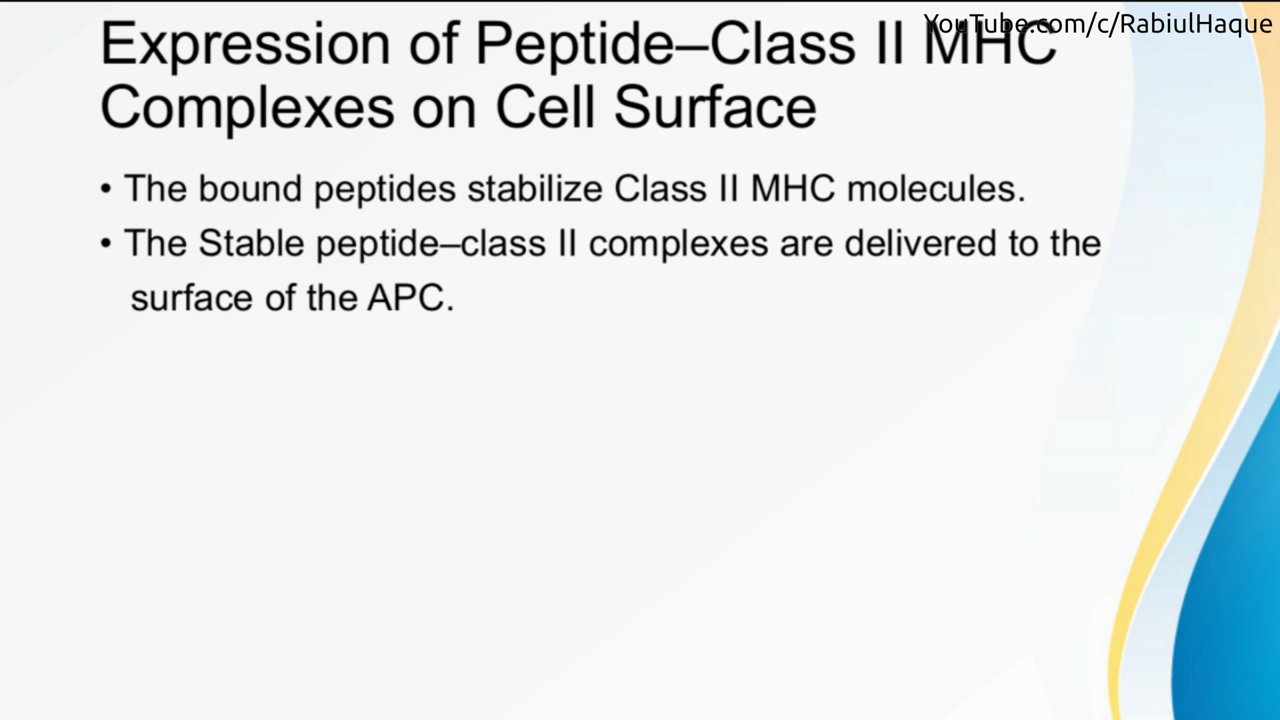 YouTube.com/c/RabiulHaque
Expression of Peptide–Class II MHC
Complexes on Cell Surface
• The bound peptides stabilize Class II MHC molecules.
• The Stable peptide–class II complexes are delivered to the
surface of the APC.